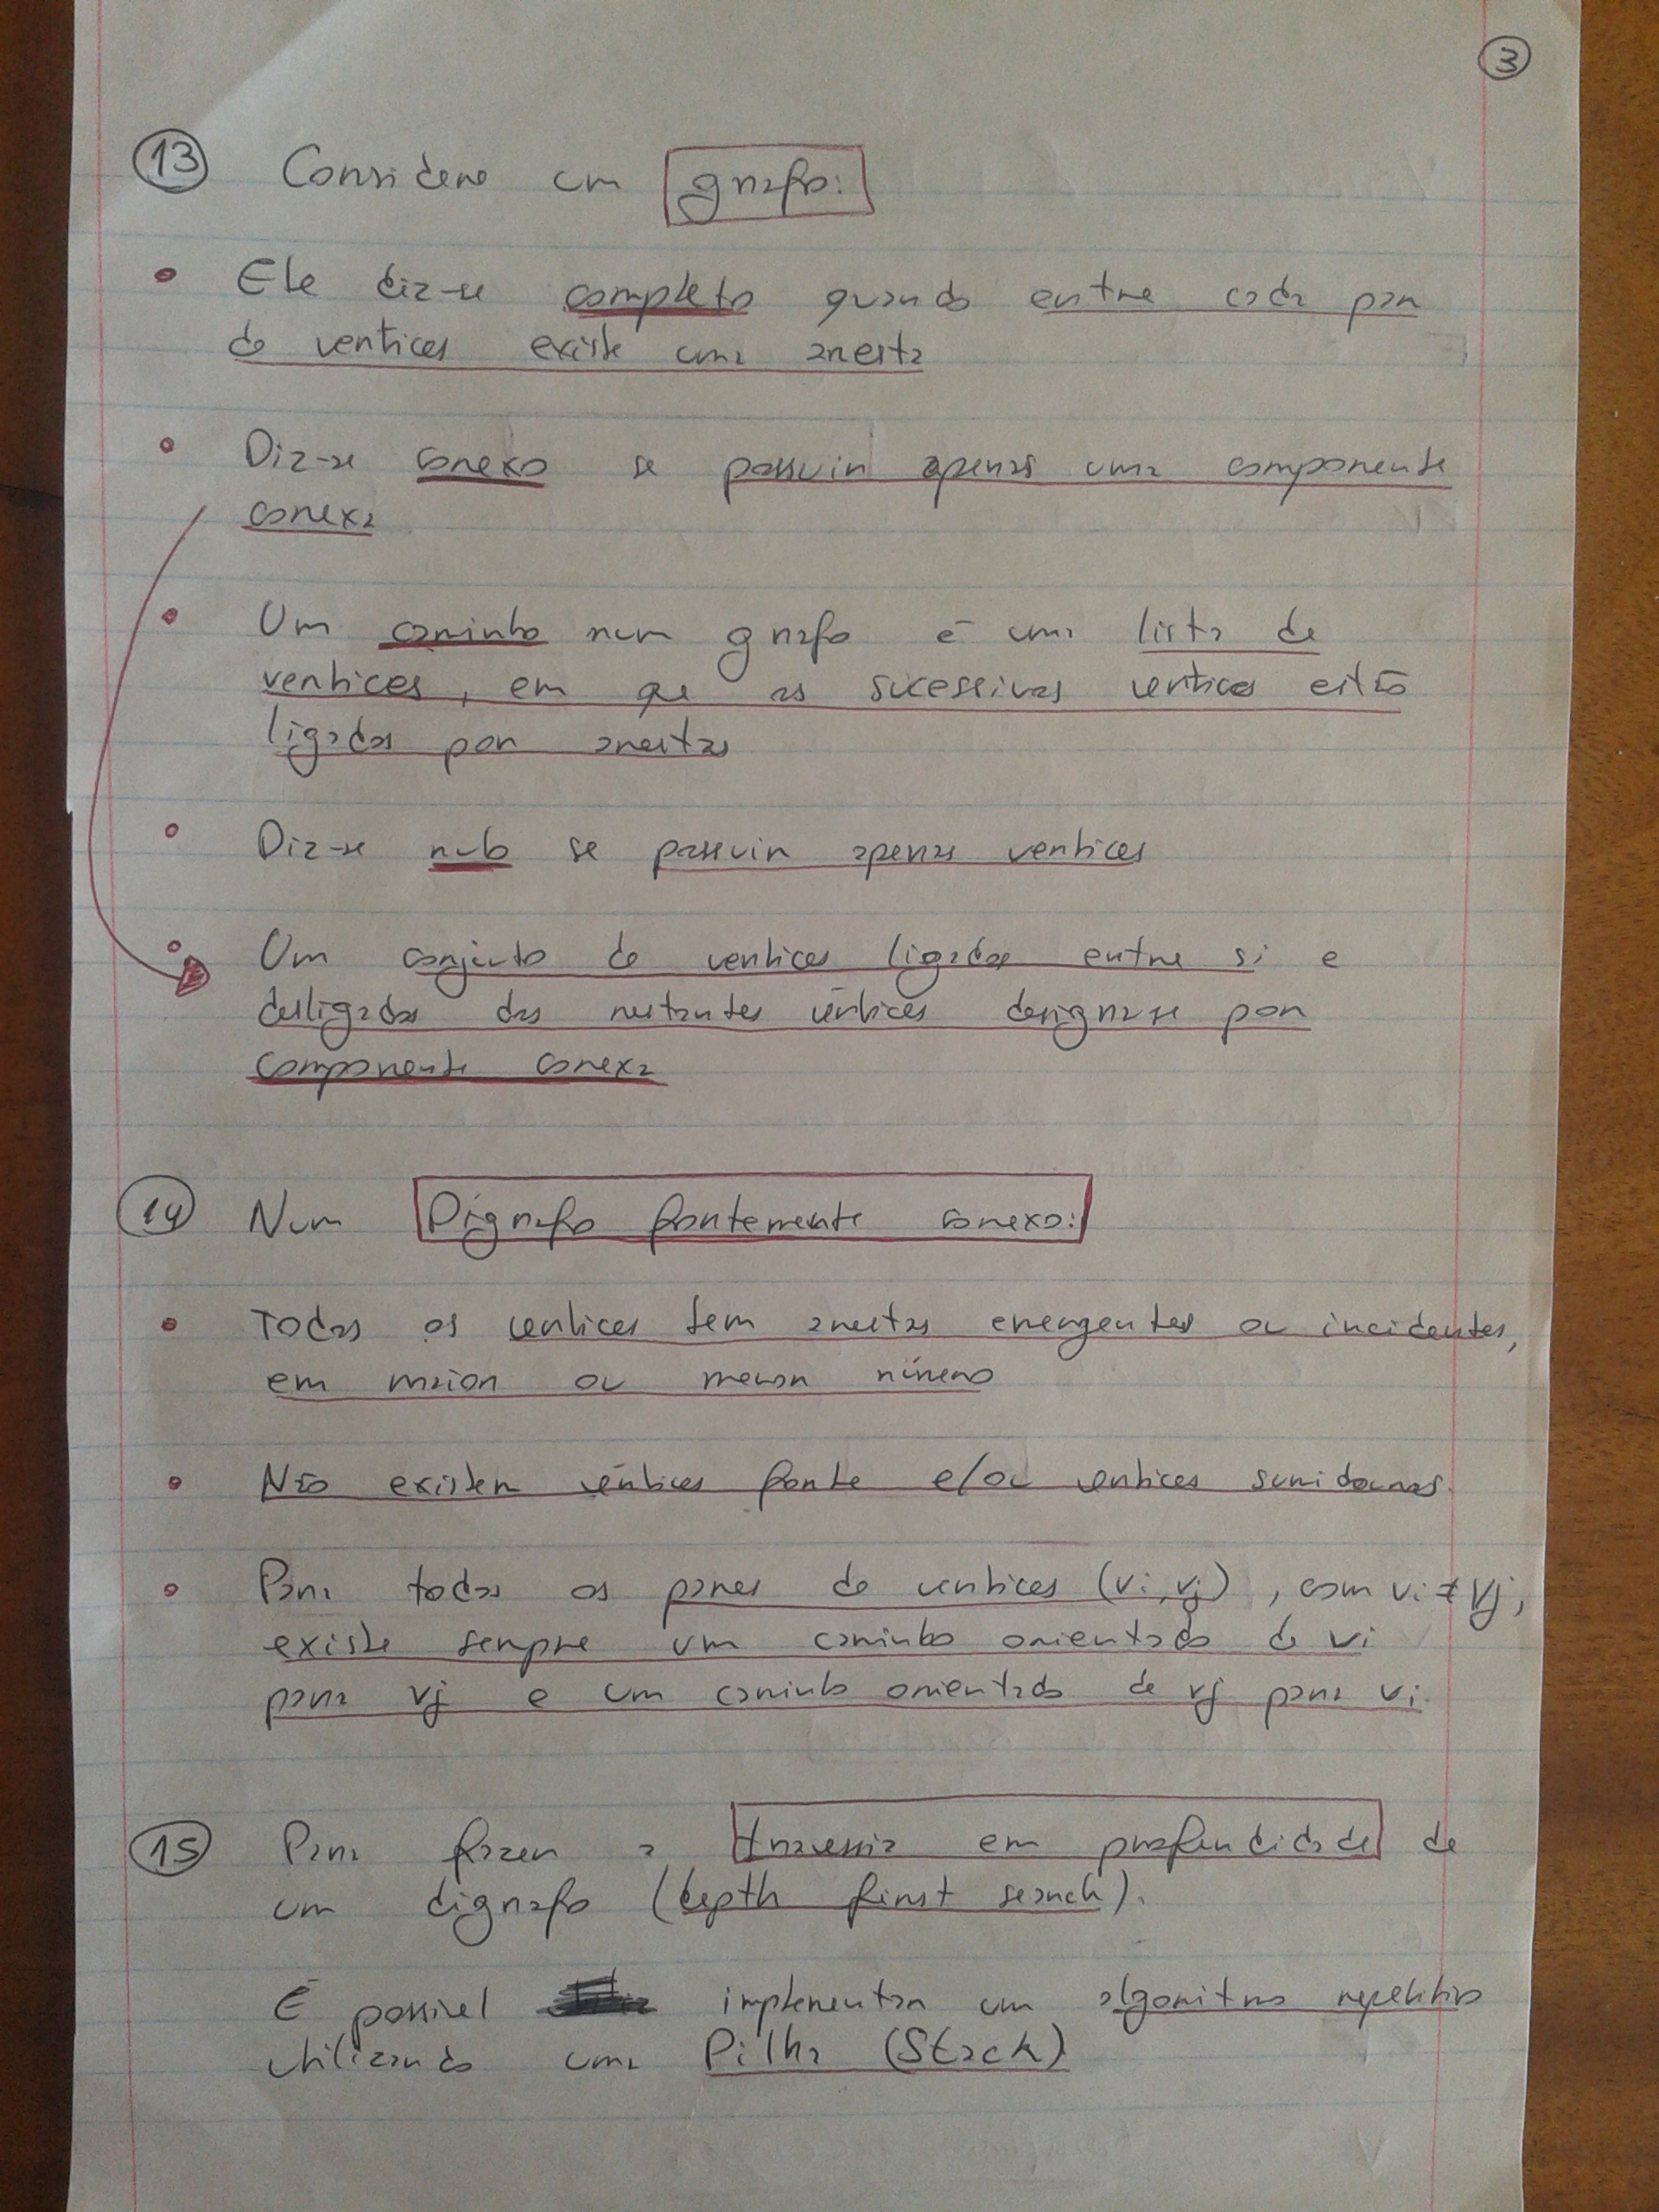 3
13 Considere um grafo:
• Ele diz-se completo quando entre cada par
de vertices existe uma aresta
• Diz-se conexo se possuir apenas uma componente
conexa
• Um caminho num grafo é uma lista de
vertices, em que os sucessivos vertices estão
ligados por arestas
• Diz-se nulo se possuir apenas vertices
• Um conjunto de vertices ligados entre si e
desligados dos restantes vértices designa-se por
componente conexa
14 Num Digrafo fortemente conexo:
• Todos os vertices tem arestas emergentes ou incidentes,
em maior ou menor número
• Não existem vértices fonte e/ou vertices sumidouros.
• Para todos os pares de vertices (vi, vj), com vi ≠ vj,
existe sempre um caminho orientado de vi
para vj e um caminho orientado de vj para vi.
15 Para fazer a travessia em profundidade de
um digrafo (depth first search).
É possivel implementar um algoritmo repetitivo
utilizando uma Pilha (Stack)